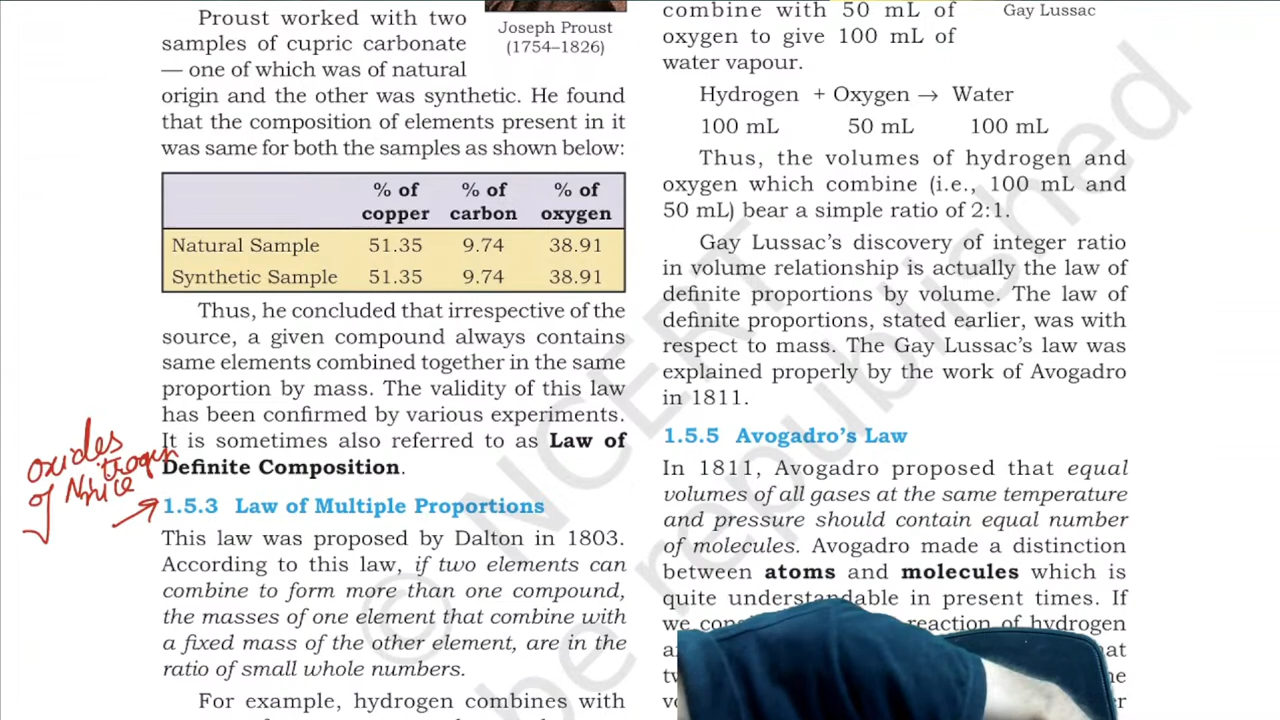 Proust worked with two
samples of cupric carbonate
— one of which was of natural
origin and the other was synthetic. He found
that the composition of elements present in it
was same for both the samples as shown below:
Joseph Proust
(1754–1826)
% of % of % of
copper carbon oxygen
Natural Sample 51.35 9.74 38.91
Synthetic Sample 51.35 9.74 38.91
Thus, he concluded that irrespective of the
source, a given compound always contains
same elements combined together in the same
proportion by mass. The validity of this law
has been confirmed by various experiments.
It is sometimes also referred to as Law of
Definite Composition.
oxides
of
1.5.3 Law of Multiple Proportions
This law was proposed by Dalton in 1803.
According to this law, if two elements can
combine to form more than one compound,
the masses of one element that combine with
a fixed mass of the other element, are in the
ratio of small whole numbers.
For example, hydrogen combines with
combine with 50 mL of
oxygen to give 100 mL of
water vapour.
Gay Lussac
Hydrogen + Oxygen → Water
100 mL 50 mL 100 mL
Thus, the volumes of hydrogen and
oxygen which combine (i.e., 100 mL and
50 mL) bear a simple ratio of 2:1.
Gay Lussac’s discovery of integer ratio
in volume relationship is actually the law of
definite proportions by volume. The law of
definite proportions, stated earlier, was with
respect to mass. The Gay Lussac’s law was
explained properly by the work of Avogadro
in 1811.
1.5.5 Avogadro’s Law
In 1811, Avogadro proposed that equal
volumes of all gases at the same temperature
and pressure should contain equal number
of molecules. Avogadro made a distinction
between atoms and molecules which is
quite understandable in present times. If
we reaction of hydrogen
© NCERT
be republished